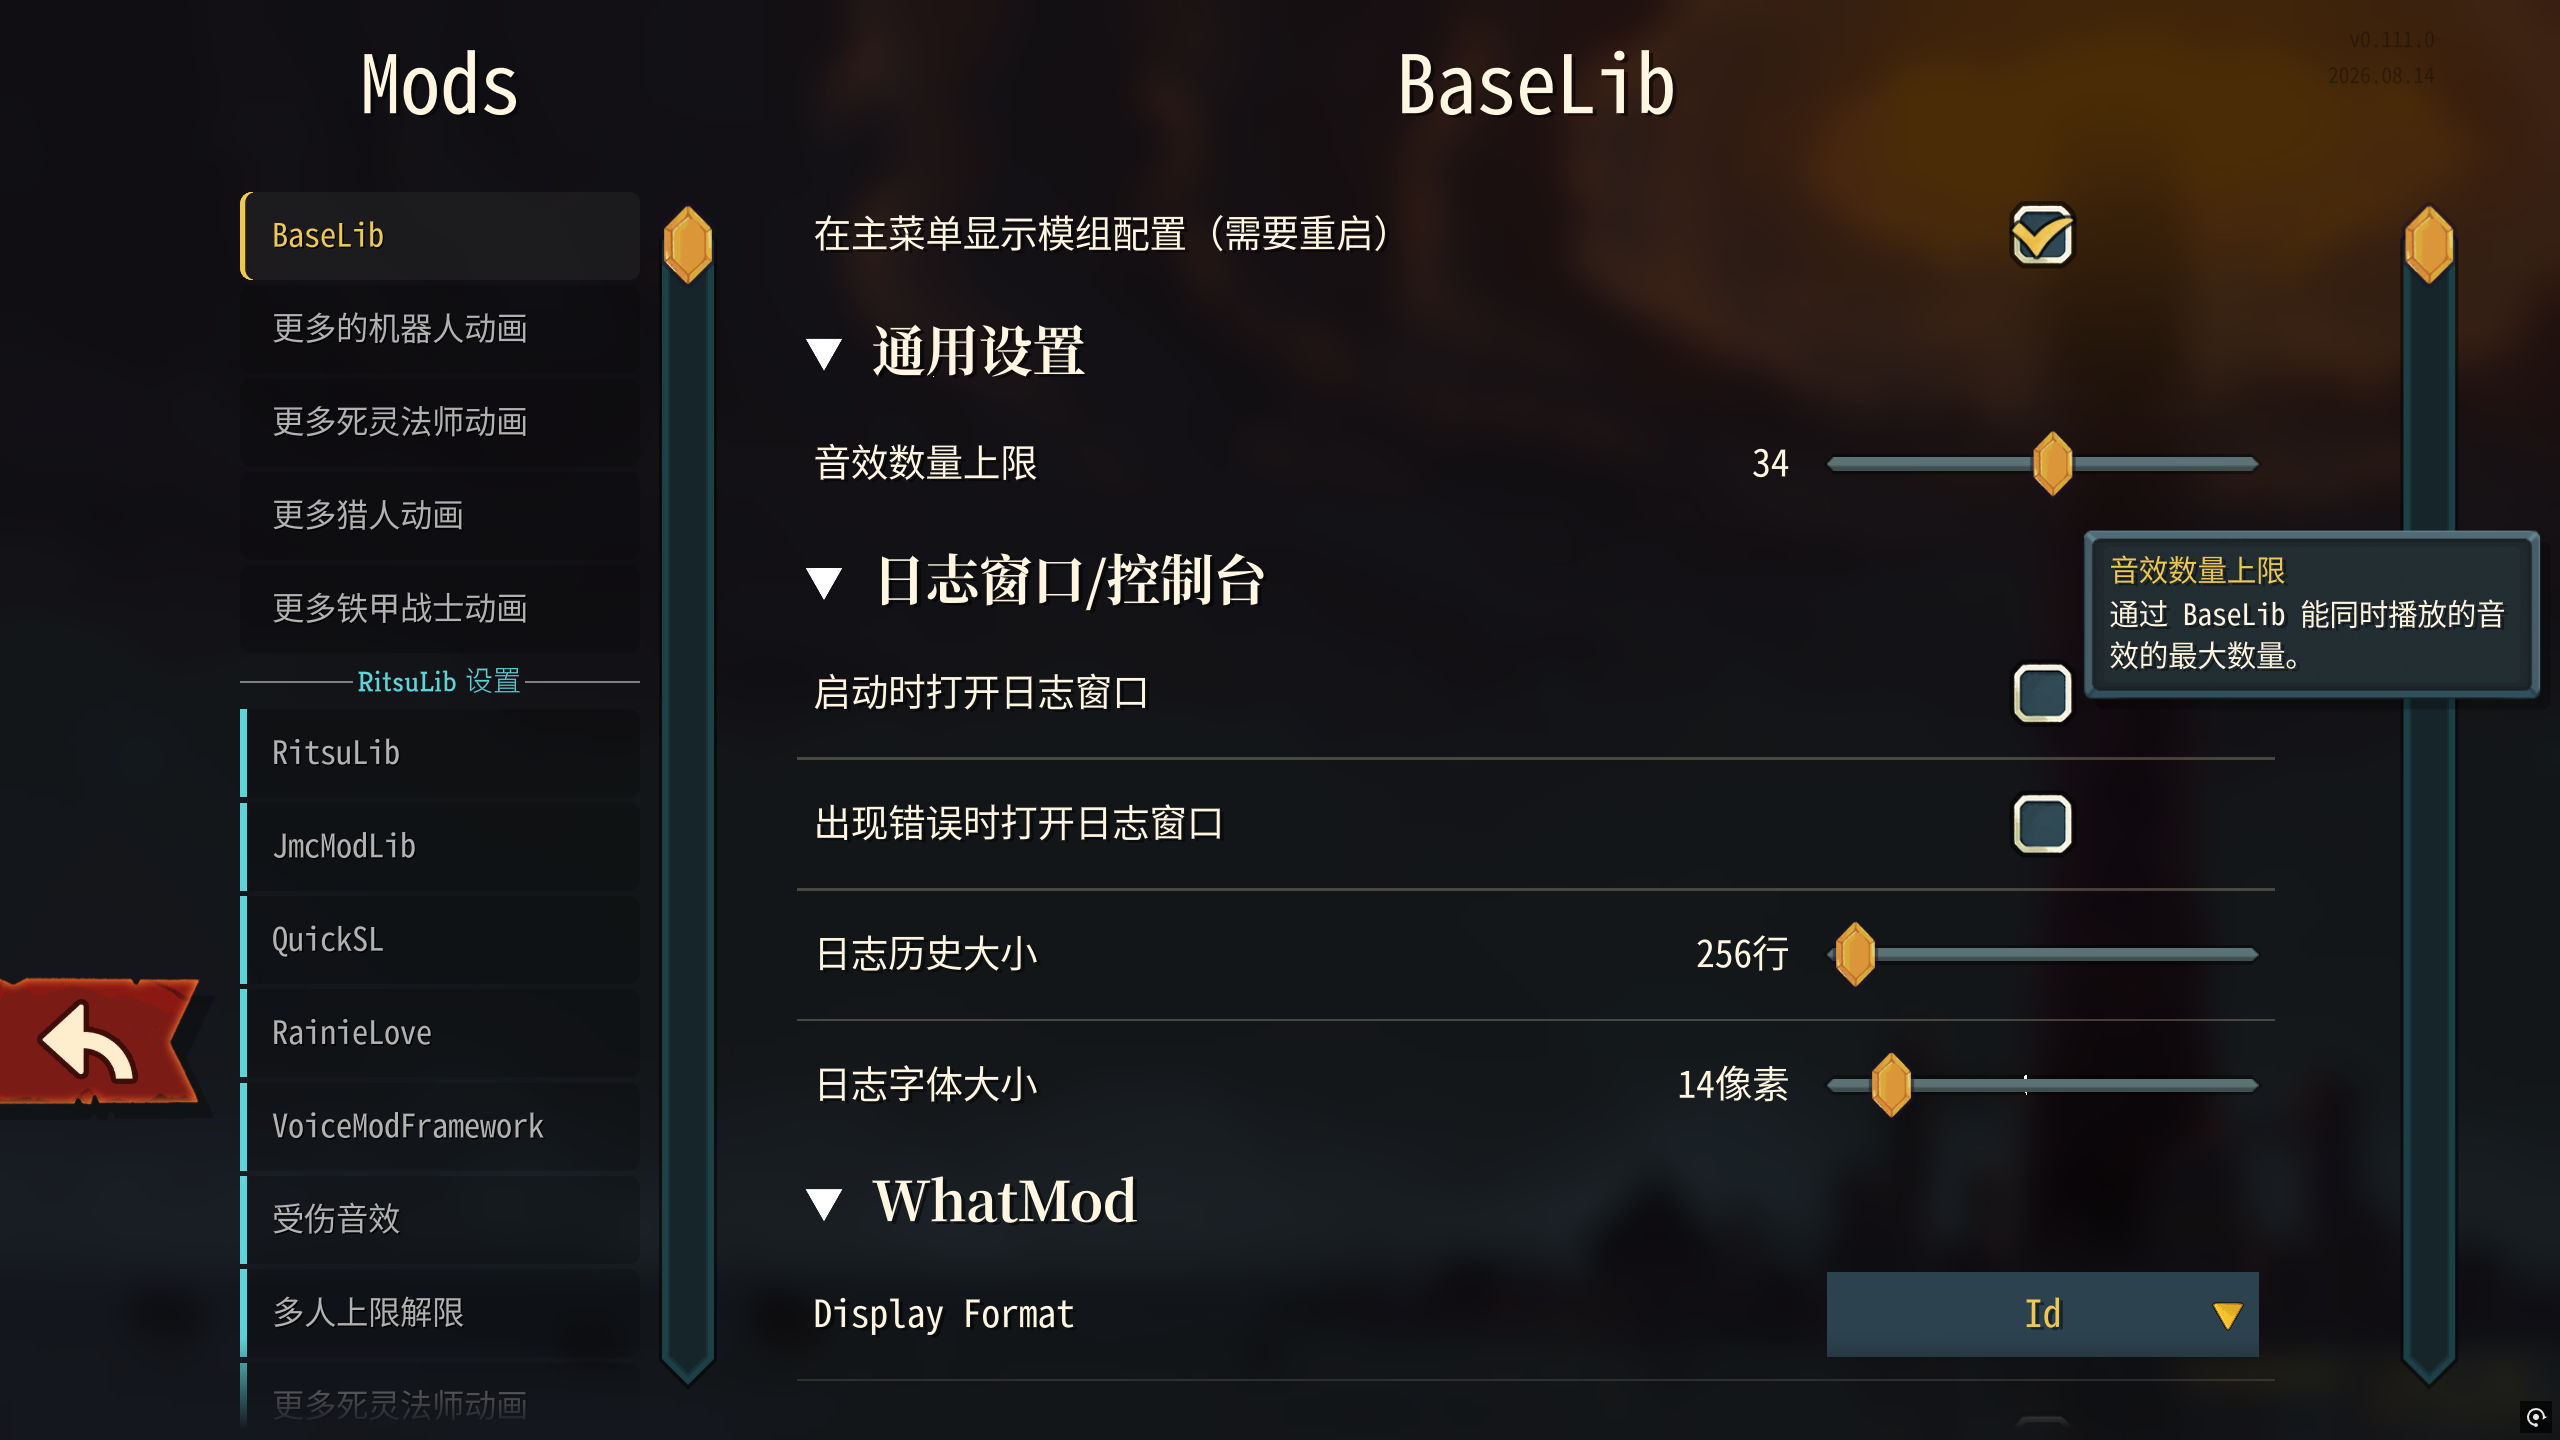 Mods
BaseLib
v0.111.0
2026.08.14
BaseLib
更多的机器人动画
更多死灵法师动画
更多猎人动画
更多铁甲战士动画
RitsuLib 设置
RitsuLib
JmcModLib
QuickSL
RainieLove
VoiceModFramework
受伤音效
多人上限解限
更多死灵法师动画
在主菜单显示模组配置（需要重启）
通用设置
音效数量上限
34
日志窗口/控制台
音效数量上限
通过 BaseLib 能同时播放的音
效的最大数量。
启动时打开日志窗口
出现错误时打开日志窗口
日志历史大小
256行
日志字体大小
14像素
WhatMod
Display Format
Id